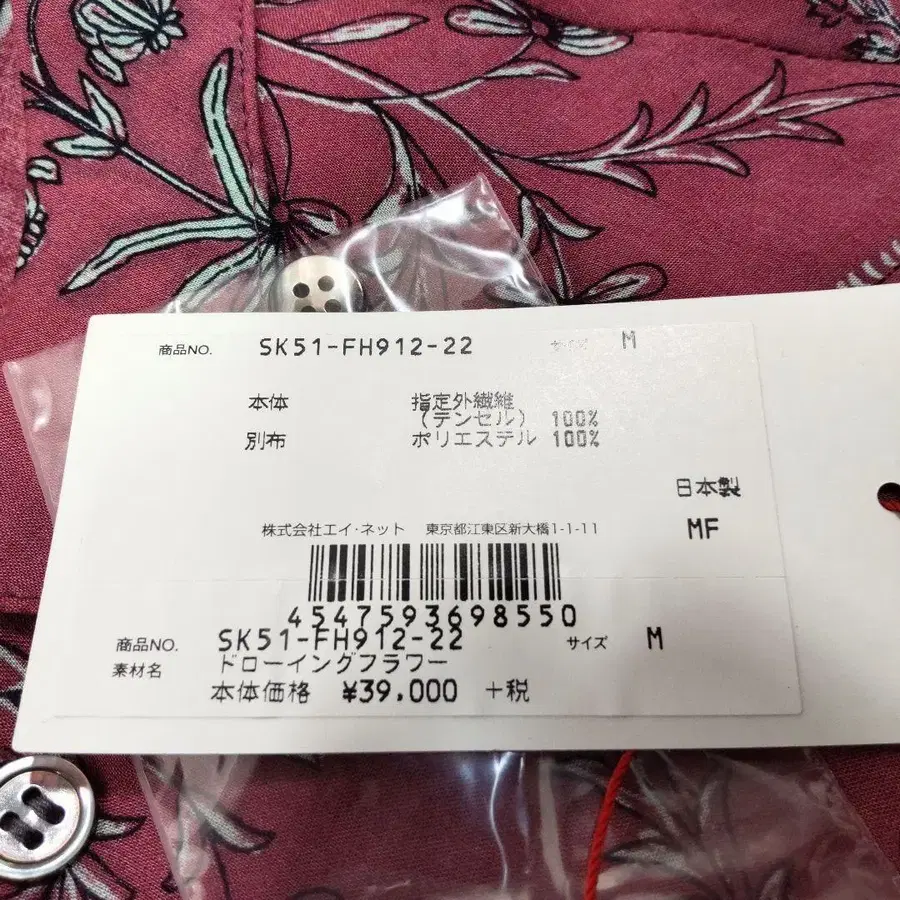 商品NO. SK51-FH912-22 サイズ M
本体 指定外繊維
(テンセル) 100%
別布 ポリエステル 100%
日本製
株式会社エイ・ネット 東京都江東区新大橋1-1-11 MF
4547593698550
商品NO. SK51-FH912-22 サイズ M
素材名 ドローイングフラワー
本体価格 ¥39.000 +税